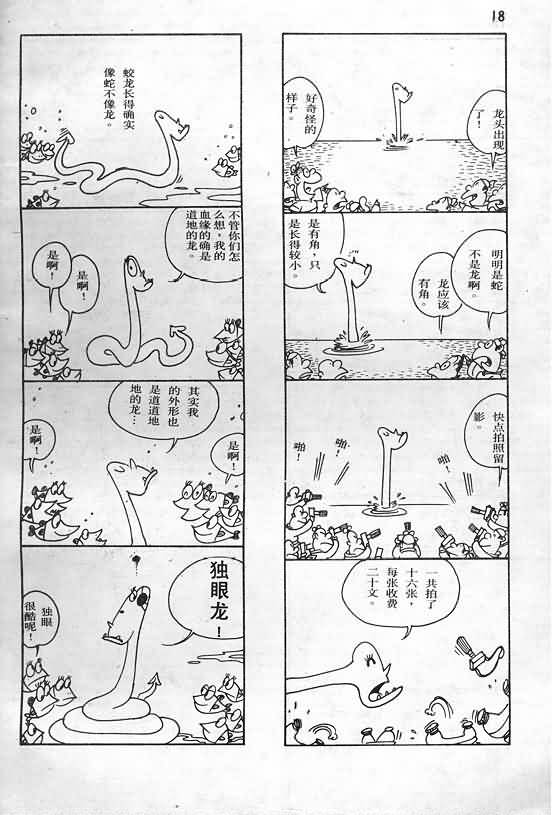 18
龙头出现
了！
好奇怪的
样子。
明明是蛇
不是龙啊。
龙应该
有角。
是有角，只
是长得较小。
快点拍照留
影。
啪！
啪！
啪！
一共拍了
十六张，
每张收费
二十文。
蛟龙长得确实
像蛇不像龙。
不管你们怎
么想，我的
血缘的确是
道地的龙。
是啊！
是啊！
其实我
的外形也
是道道地
地的龙…
是啊！
是啊！
独眼龙！
独眼
很酷呢！